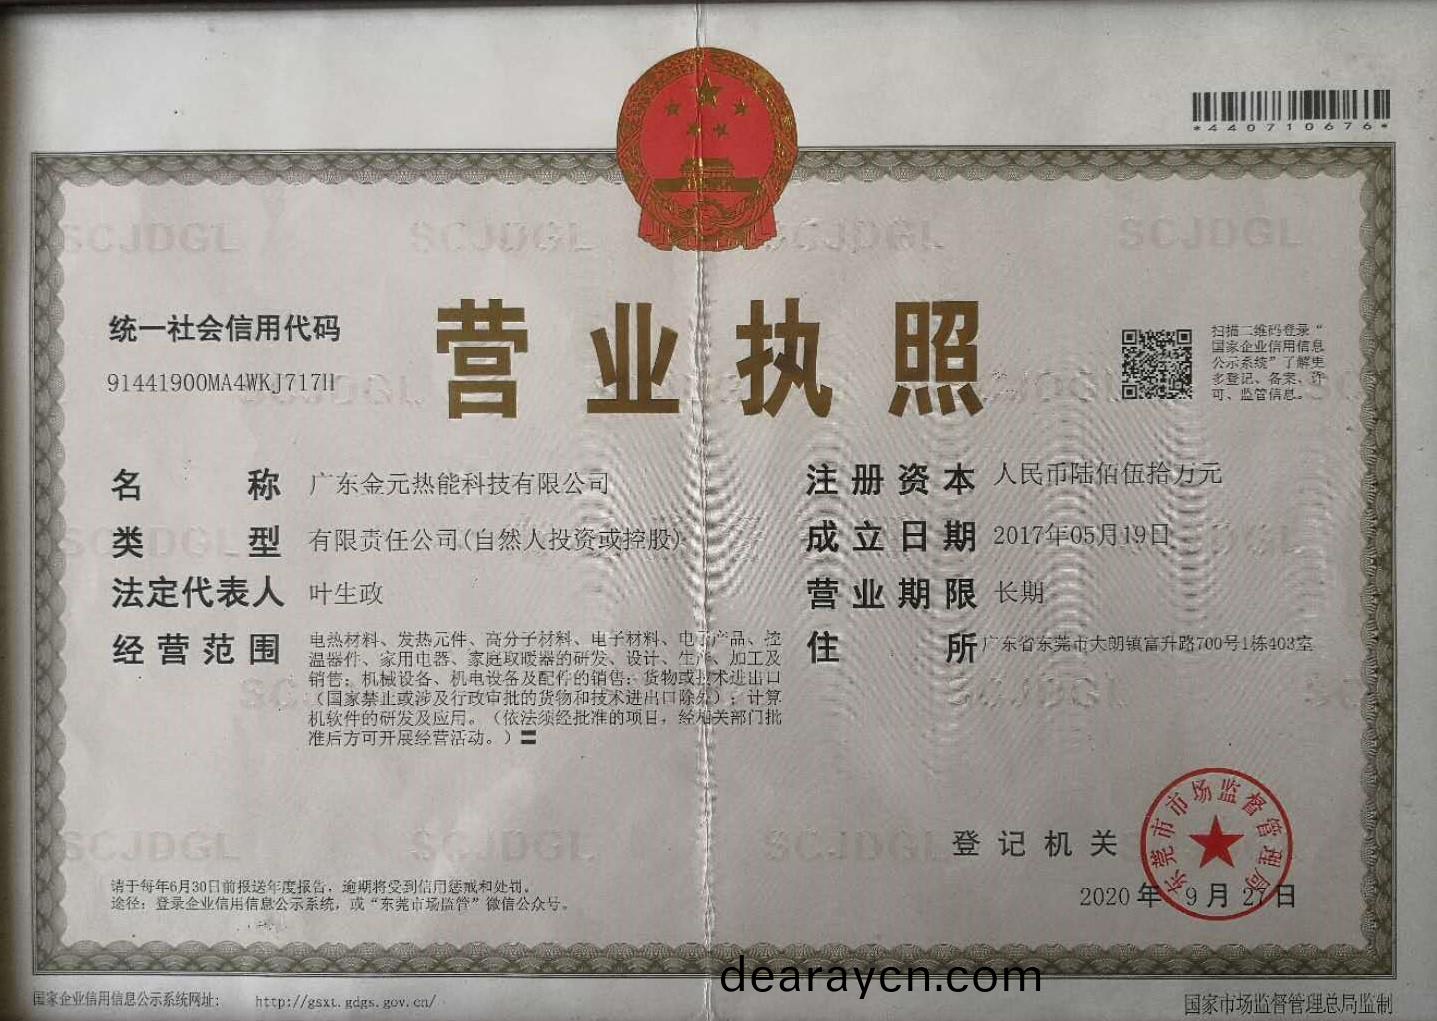 *440710676*
统一社会信用代码
91441900MA4WKJ717H
营业执照
扫描二维码登录“
国家企业信用信息
公示系统”了解更
多登记、备案、许
可、监管信息。
名称 广东金元热能科技有限公司
类型 有限责任公司(自然人投资或控股)
法定代表人 叶生政
经营范围 电热材料、发热元件、高分子材料、电子材料、电子产品、控
温器件、家用电器、家庭取暖器的研发、设计、生产、加工及
销售；机械设备、机电设备及配件的销售；货物或技术进出口
（国家禁止或涉及行政审批的货物和技术进出口除外）；计算
机软件的研发及应用。（依法须经批准的项目，经相关部门批
准后方可开展经营活动。）〓
注册资本 人民币陆佰伍拾万元
成立日期 2017年05月19日
营业期限 长期
住所 广东省东莞市大朗镇富升路700号1栋403室
登记机关
东莞市市场监督管理局
2020年9月27日
请于每年6月30日前报送年度报告，逾期将受到信用惩戒和处罚。
途径：登录企业信用信息公示系统，或“东莞市场监管”微信公众号。
dearaycn.com
国家企业信用信息公示系统网址： http://gsxt.gdgs.gov.cn/
国家市场监督管理总局监制
SCJDGL SCJDGL SCJDGL SCJDGL